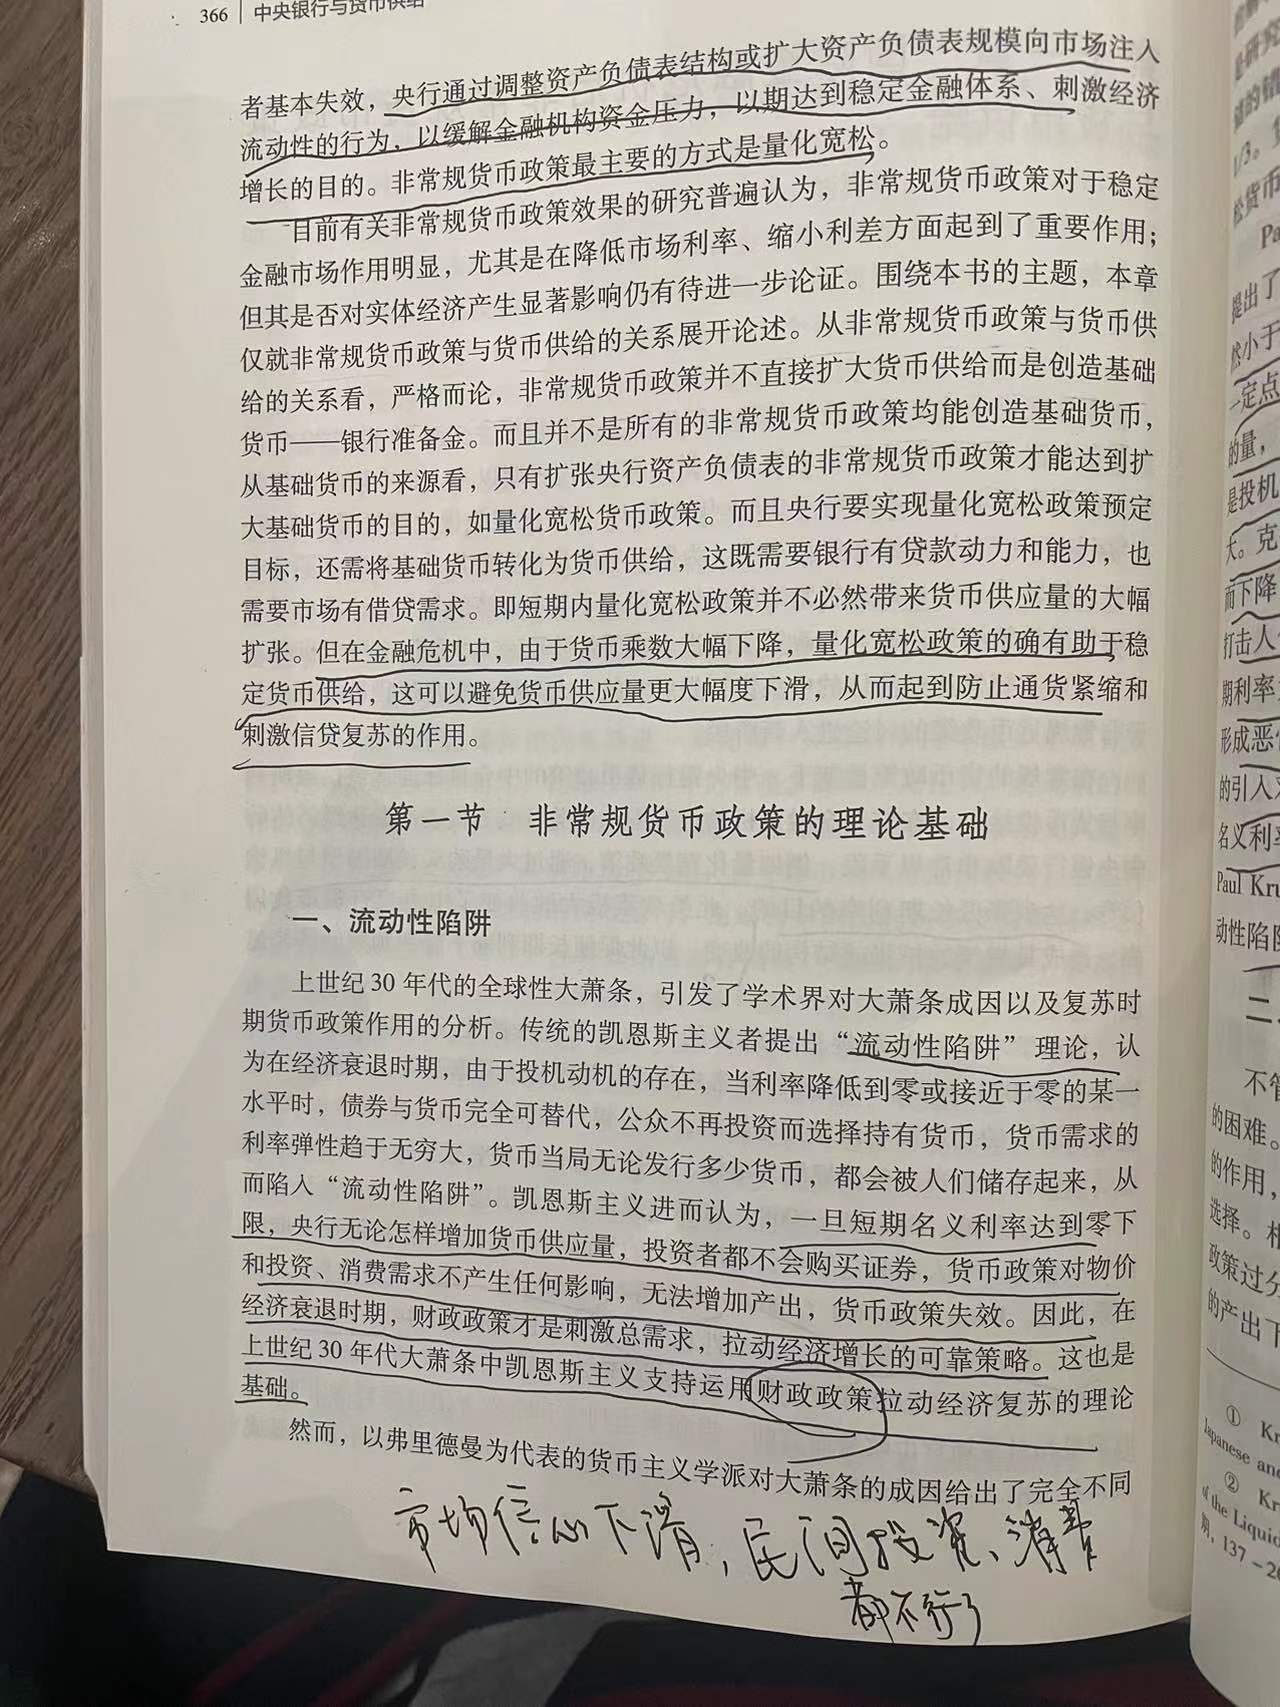 366 | 中央银行与货币供给
者基本失效，央行通过调整资产负债表结构或扩大资产负债表规模向市场注入
流动性的行为，以缓解金融机构资金压力，以期达到稳定金融体系、刺激经济
增长的目的。非常规货币政策最主要的方式是量化宽松。
目前有关非常规货币政策效果的研究普遍认为，非常规货币政策对于稳定
金融市场作用明显，尤其是在降低市场利率、缩小利差方面起到了重要作用；
但其是否对实体经济产生显著影响仍有待进一步论证。围绕本书的主题，本章
仅就非常规货币政策与货币供给的关系展开论述。从非常规货币政策与货币供
给的关系看，严格而论，非常规货币政策并不直接扩大货币供给而是创造基础
货币——银行准备金。而且并不是所有的非常规货币政策均能创造基础货币，
从基础货币的来源看，只有扩张央行资产负债表的非常规货币政策才能达到扩
大基础货币的目的，如量化宽松货币政策。而且央行要实现量化宽松政策预定
目标，还需将基础货币转化为货币供给，这既需要银行有贷款动力和能力，也
需要市场有借贷需求。即短期内量化宽松政策并不必然带来货币供应量的大幅
扩张。但在金融危机中，由于货币乘数大幅下降，量化宽松政策的确有助于稳
定货币供给，这可以避免货币供应量更大幅度下滑，从而起到防止通货紧缩和
刺激信贷复苏的作用。
第一节 非常规货币政策的理论基础
一、流动性陷阱
上世纪30年代的全球性大萧条，引发了学术界对大萧条成因以及复苏时
期货币政策作用的分析。传统的凯恩斯主义者提出“流动性陷阱”理论，认
为在经济衰退时期，由于投机动机的存在，当利率降低到零或接近于零的某一
水平时，债券与货币完全可替代，公众不再投资而选择持有货币，货币需求的
利率弹性趋于无穷大，货币当局无论发行多少货币，都会被人们储存起来，从
而陷入“流动性陷阱”。凯恩斯主义进而认为，一旦短期名义利率达到零下
限，央行无论怎样增加货币供应量，投资者都不会购买证券，货币政策对物价
和投资、消费需求不产生任何影响，无法增加产出，货币政策失效。因此，在
经济衰退时期，财政政策才是刺激总需求，拉动经济增长的可靠策略。这也是
上世纪30年代大萧条中凯恩斯主义支持运用财政政策拉动经济复苏的理论
基础。
然而，以弗里德曼为代表的货币主义学派对大萧条的成因给出了完全不同
市场信心下滑，民间投资、消费
都不行了
1/3。
松货币
Pa
提出了
然小于
一定点
的量，
是投机
大。克
而下降
打击人
期利率
形成恶
的引入
名义利率
Paul Kru
动性陷阱
二、
不管
的困难。
的作用，
选择。相
政策过分
的产出下
① Kr
Japanese and
② Kr
of the Liquid
期, 137－20